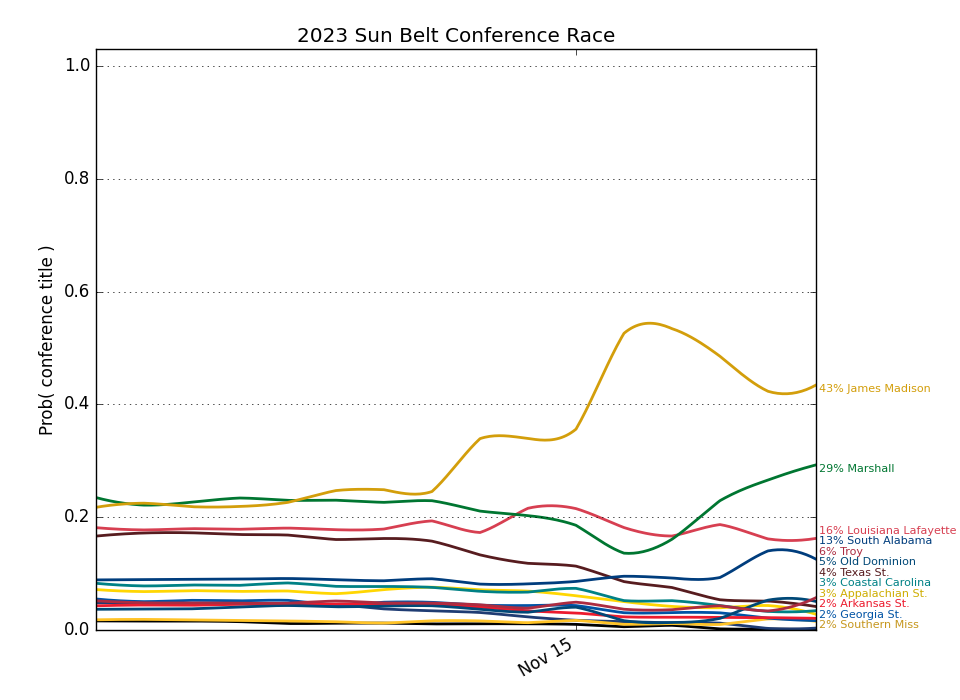 2023 Sun Belt Conference Race
Prob( conference title )
1.0
0.8
0.6
0.4
0.2
0.0
Nov 15
43% James Madison
29% Marshall
16% Louisiana Lafayette
13% South Alabama
6% Troy
5% Old Dominion
4% Texas St.
3% Coastal Carolina
3% Appalachian St.
2% Arkansas St.
2% Georgia St.
2% Southern Miss